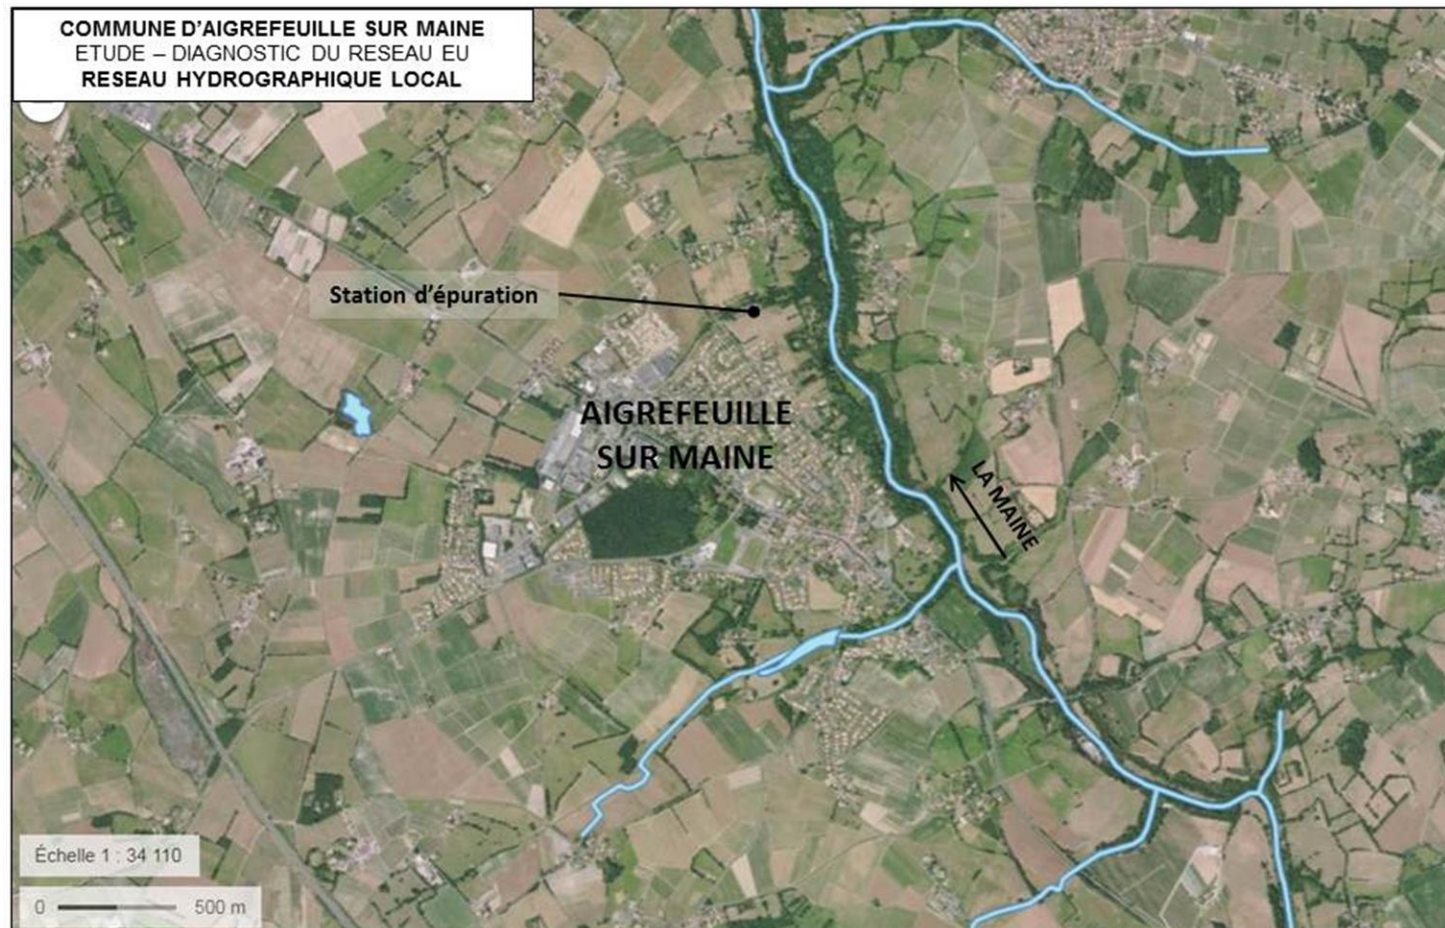 COMMUNE D'AIGREFEUILLE SUR MAINE
ETUDE – DIAGNOSTIC DU RESEAU EU
RESEAU HYDROGRAPHIQUE LOCAL
Station d'épuration
AIGREFEUILLE
SUR MAINE
LA MAINE
Échelle 1 : 34 110
0 500 m